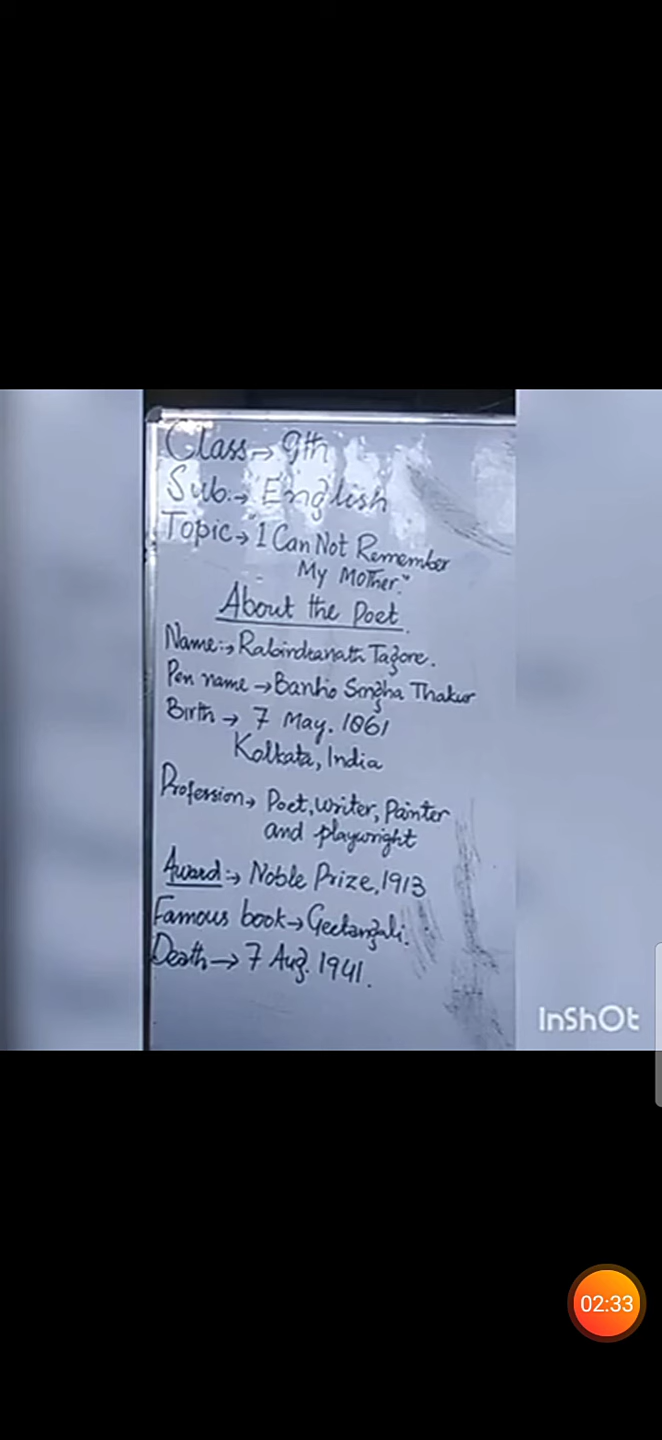 Class→ 9th
Sub.→ English
Topic→ "I Can Not Remember
My MoTher."
About the Poet
Name:→ Rabindranath Tagore.
Pen name → Banho Singha Thakur
Birth → 7 May. 1861
Kolkata, India
Profession→ Poet, Writer, Painter
and playwright
Award:→ Noble Prize, 1913
Famous book→ Geetangali.
Death→ 7 Aug. 1941.
InShOt
02:33